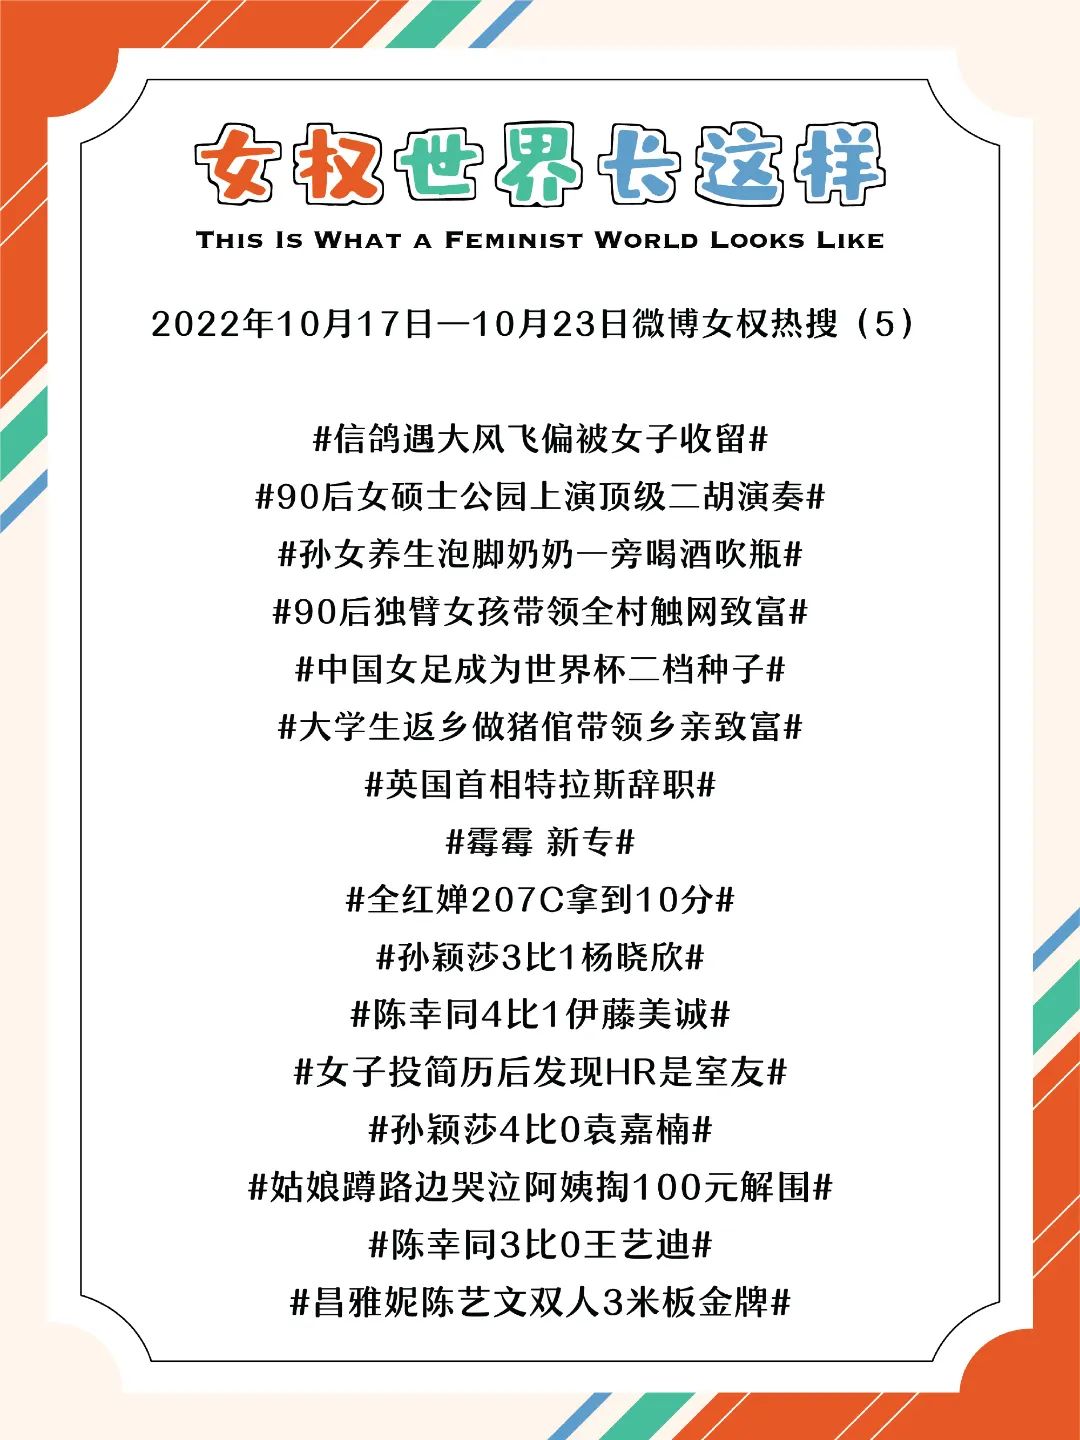 女权世界长这样
THIS IS WHAT A FEMINIST WORLD LOOKS LIKE
2022年10月17日—10月23日微博女权热搜（5）
#信鸽遇大风飞偏被女子收留#
#90后女硕士公园上演顶级二胡演奏#
#孙女养生泡脚奶奶一旁喝酒吹瓶#
#90后独臂女孩带领全村触网致富#
#中国女足成为世界杯二档种子#
#大学生返乡做猪倌带领乡亲致富#
#英国首相特拉斯辞职#
#霉霉 新专#
#全红婵207C拿到10分#
#孙颖莎3比1杨晓欣#
#陈幸同4比1伊藤美诚#
#女子投简历后发现HR是室友#
#孙颖莎4比0袁嘉楠#
#姑娘蹲路边哭泣阿姨掏100元解围#
#陈幸同3比0王艺迪#
#昌雅妮陈艺文双人3米板金牌#